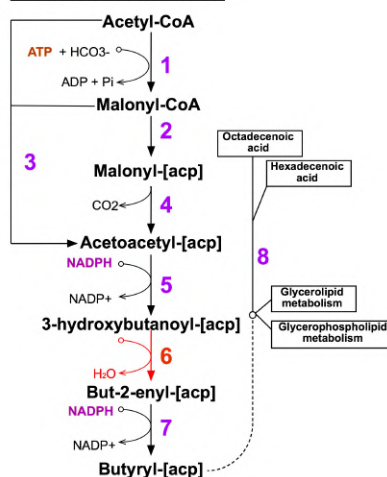 Acetyl-CoA
ATP + HCO3-
1
ADP + Pi
Malonyl-CoA
2
Octadecenoic
acid
3
Malonyl-[acp]
Hexadecenoic
acid
CO2
4
Acetoacetyl-[acp]
8
NADPH
5
Glycerolipid
metabolism
NADP+
3-hydroxybutanoyl-[acp]
Glycerophospholipid
metabolism
6
H₂O
But-2-enyl-[acp]
NADPH
7
NADP+
Butyryl-[acp]